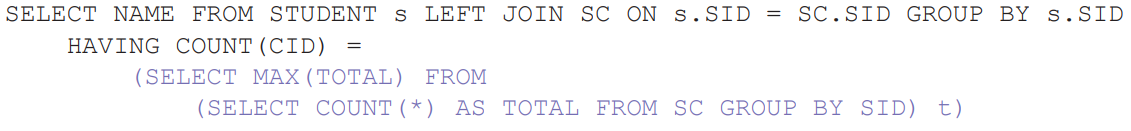 SELECT NAME FROM STUDENT s LEFT JOIN SC ON s.SID = SC.SID GROUP BY s.SID
HAVING COUNT(CID) =
(SELECT MAX(TOTAL) FROM
(SELECT COUNT(*) AS TOTAL FROM SC GROUP BY SID) t)